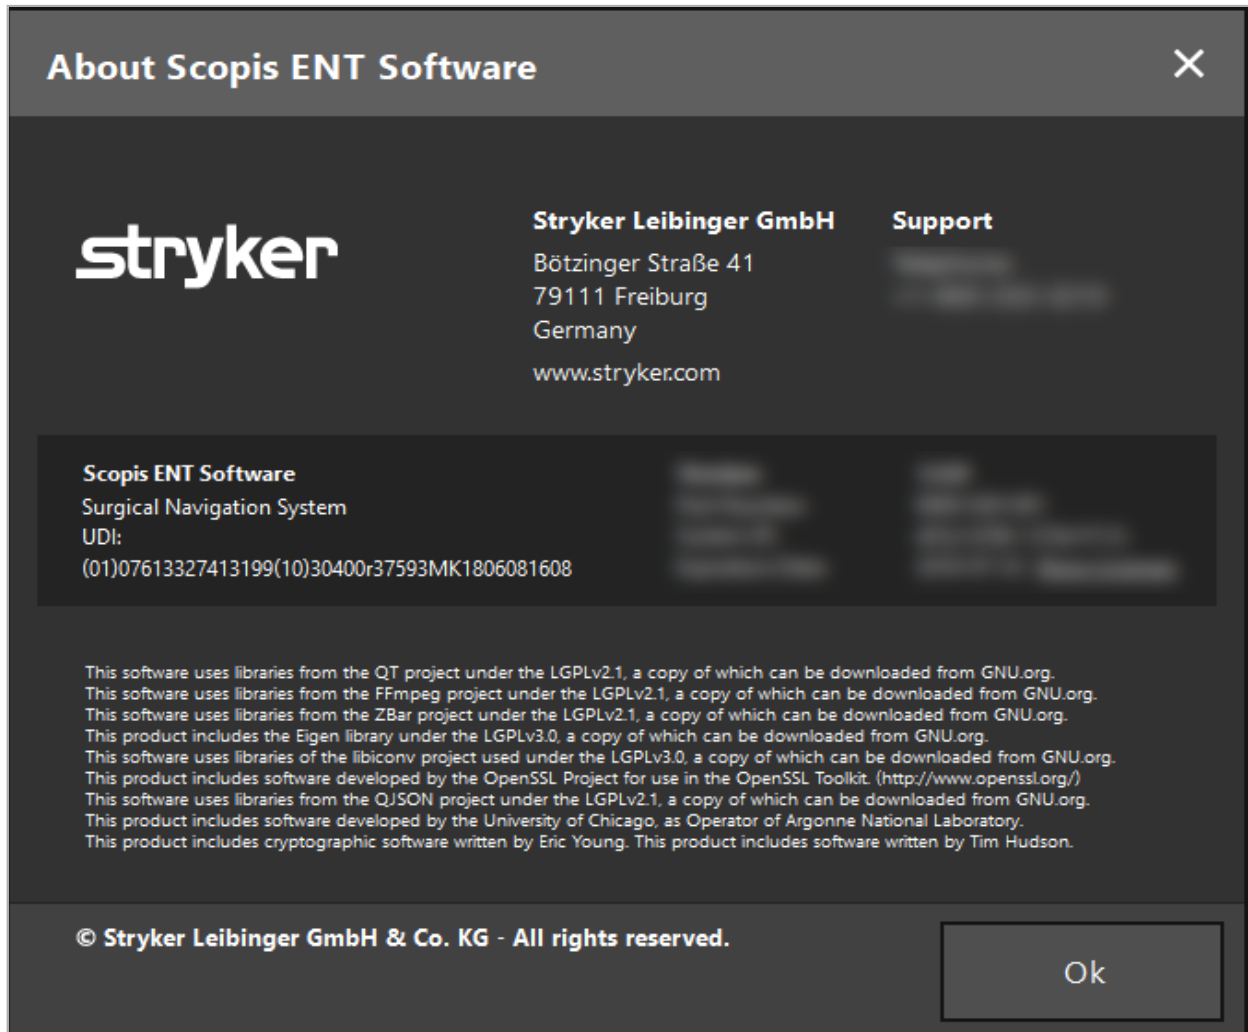 About Scopis ENT Software
stryker
Stryker Leibinger GmbH
Bötzinger Straße 41
79111 Freiburg
Germany
www.stryker.com
Support
Scopis ENT Software
Surgical Navigation System
UDI:
(01)07613327413199(10)30400r37593MK1806081608
This software uses libraries from the QT project under the LGPLv2.1, a copy of which can be downloaded from GNU.org.
This software uses libraries from the FFmpeg project under the LGPLv2.1, a copy of which can be downloaded from GNU.org.
This software uses libraries from the ZBar project under the LGPLv2.1, a copy of which can be downloaded from GNU.org.
This product includes the Eigen library under the LGPLv3.0, a copy of which can be downloaded from GNU.org.
This software uses libraries of the libiconv project used under the LGPLv3.0, a copy of which can be downloaded from GNU.org.
This product includes software developed by the OpenSSL Project for use in the OpenSSL Toolkit. (http://www.openssl.org/)
This software uses libraries from the QJSON project under the LGPLv2.1, a copy of which can be downloaded from GNU.org.
This product includes software developed by the University of Chicago, as Operator of Argonne National Laboratory.
This product includes cryptographic software written by Eric Young. This product includes software written by Tim Hudson.
© Stryker Leibinger GmbH & Co. KG - All rights reserved.
Ok